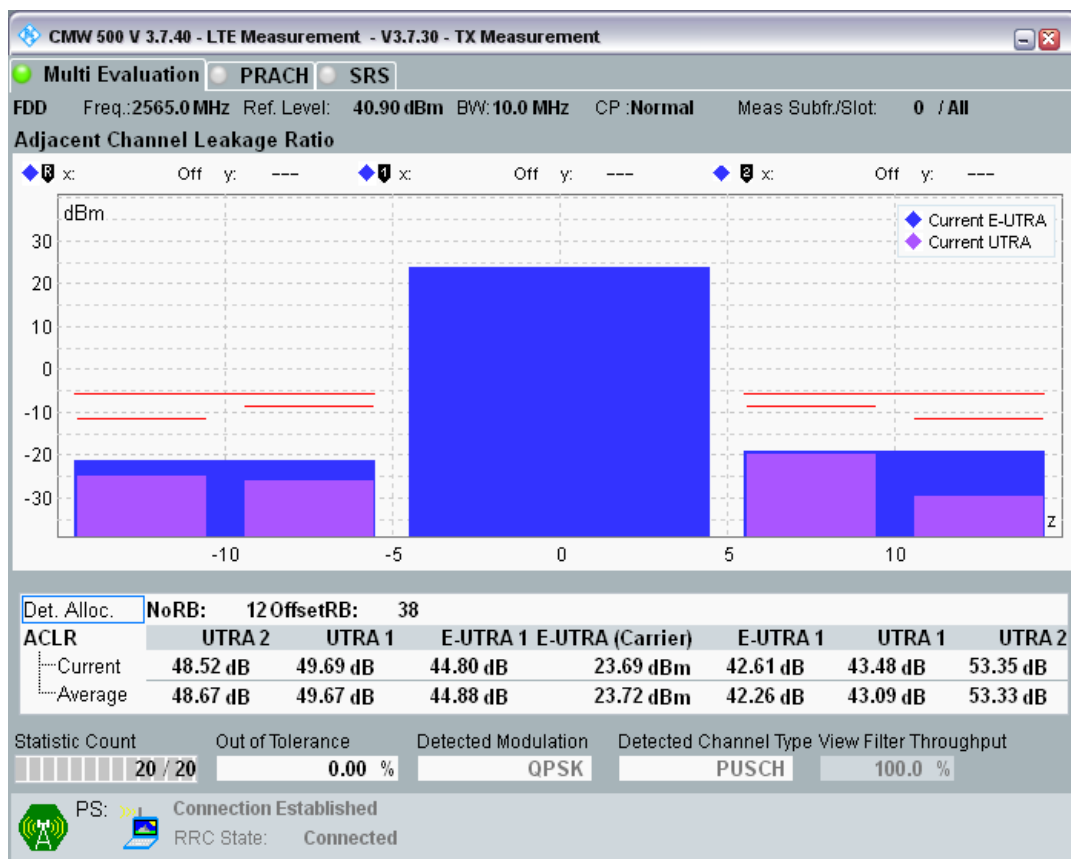 CMW 500 V 3.7.40 - LTE Measurement - V3.7.30 - TX Measurement
Multi Evaluation PRACH SRS
FDD Freq.:2565.0 MHz Ref. Level: 40.90 dBm BW: 10.0 MHz CP :Normal Meas Subfr./Slot: 0 / All
Adjacent Channel Leakage Ratio
R x: Off y: --- 1 x: Off y: --- 2 x: Off y: ---
dBm
Current E-UTRA
Current UTRA
30
20
10
0
-10
-20
-30
z
-10 -5 0 5 10
Det. Alloc. NoRB: 12 OffsetRB: 38
ACLR UTRA 2 UTRA 1 E-UTRA 1 E-UTRA (Carrier) E-UTRA 1 UTRA 1 UTRA 2
Current 48.52 dB 49.69 dB 44.80 dB 23.69 dBm 42.61 dB 43.48 dB 53.35 dB
Average 48.67 dB 49.67 dB 44.88 dB 23.72 dBm 42.26 dB 43.09 dB 53.33 dB
Statistic Count Out of Tolerance Detected Modulation Detected Channel Type View Filter Throughput
20 / 20 0.00 % QPSK PUSCH 100.0 %
PS: Connection Established
RRC State: Connected